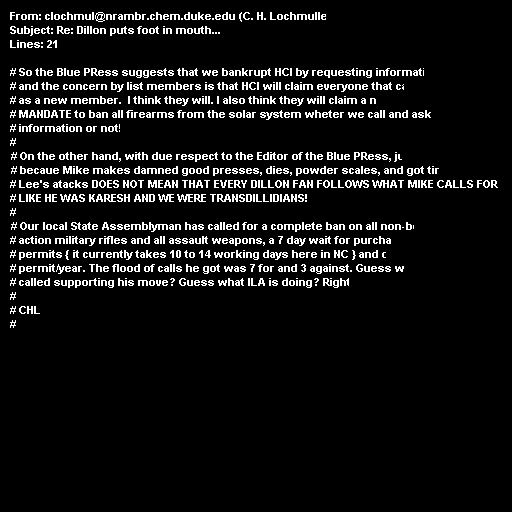 From: clochmul@nrambr.chem.duke.edu (C. H. Lochmulle
Subject: Re: Dillon puts foot in mouth...
Lines: 21
# So the Blue PRess suggests that we bankrupt HCI by requesting informati
# and the concern by list members is that HCI will claim everyone that ca
# as a new member. I think they will. I also think they will claim a n
# MANDATE to ban all firearms from the solar system wheter we call and ask
# information or not!
#
# On the other hand, with due respect to the Editor of the Blue PRess, ju
# becaue Mike makes damned good presses, dies, powder scales, and got tir
# Lee's atacks DOES NOT MEAN THAT EVERY DILLON FAN FOLLOWS WHAT MIKE CALLS FOR
# LIKE HE WAS KARESH AND WE WERE TRANSDILLIDIANS!
#
# Our local State Assemblyman has called for a complete ban on all non-b
# action military rifles and all assault weapons, a 7 day wait for purcha
# permits { it currently takes 10 to 14 working days here in NC } and c
# permit/year. The flood of calls he got was 7 for and 3 against. Guess w
# called supporting his move? Guess what ILA is doing? Right
#
# CHL
#